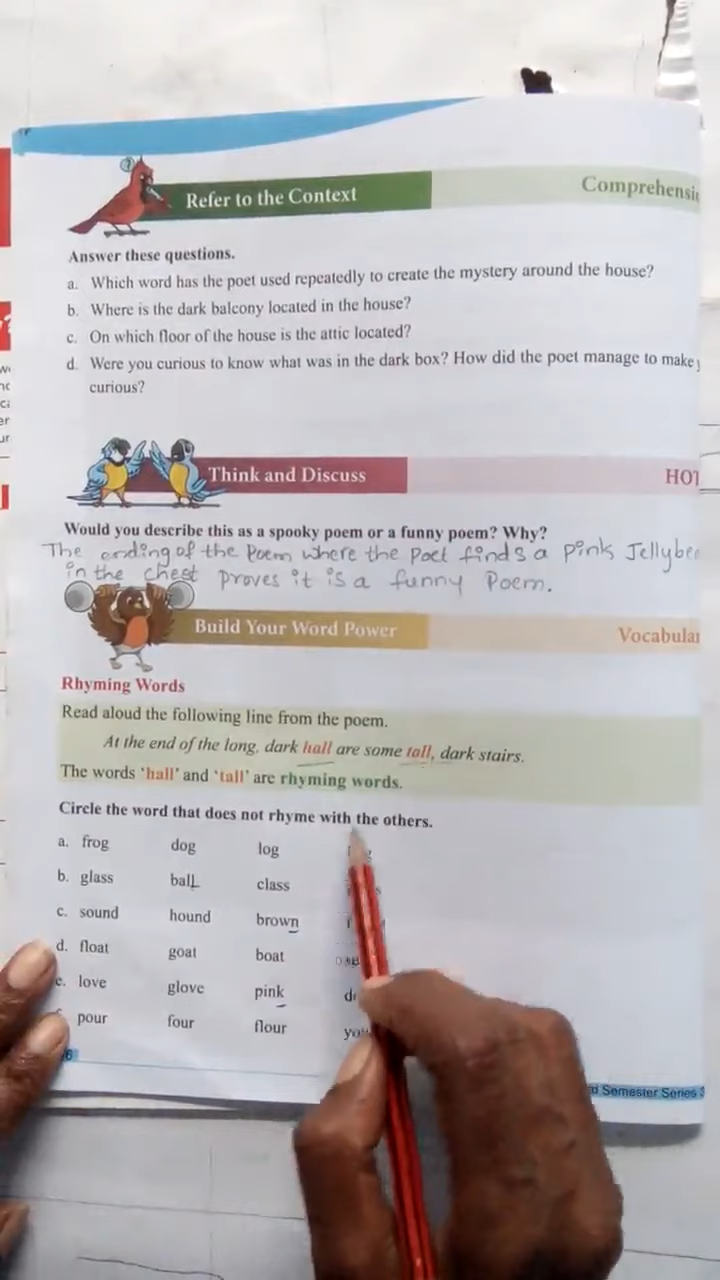 Refer to the Context
Answer these questions.
a. Which word has the poet used repeatedly to create the mystery around the house?
b. Where is the dark balcony located in the house?
c. On which floor of the house is the attic located?
d. Were you curious to know what was in the dark box? How did the poet manage to make
curious?
Think and Discuss
HOT
Would you describe this as a spooky poem or a funny poem? Why?
The ending of the Poem where the Poet finds a pink Jellybe
in the chest proves it is a funny Poem.
Build Your Word Power
Rhyming Words
Read aloud the following line from the poem.
At the end of the long, dark hall are some tall, dark stairs.
The words 'hall' and 'tall' are rhyming words.
Circle the word that does not rhyme with the others.
a. frog dog log
b. glass ball class
c. sound hound brown
d. float goat boat
e. love glove pink
pour four flour
6
Semester Series